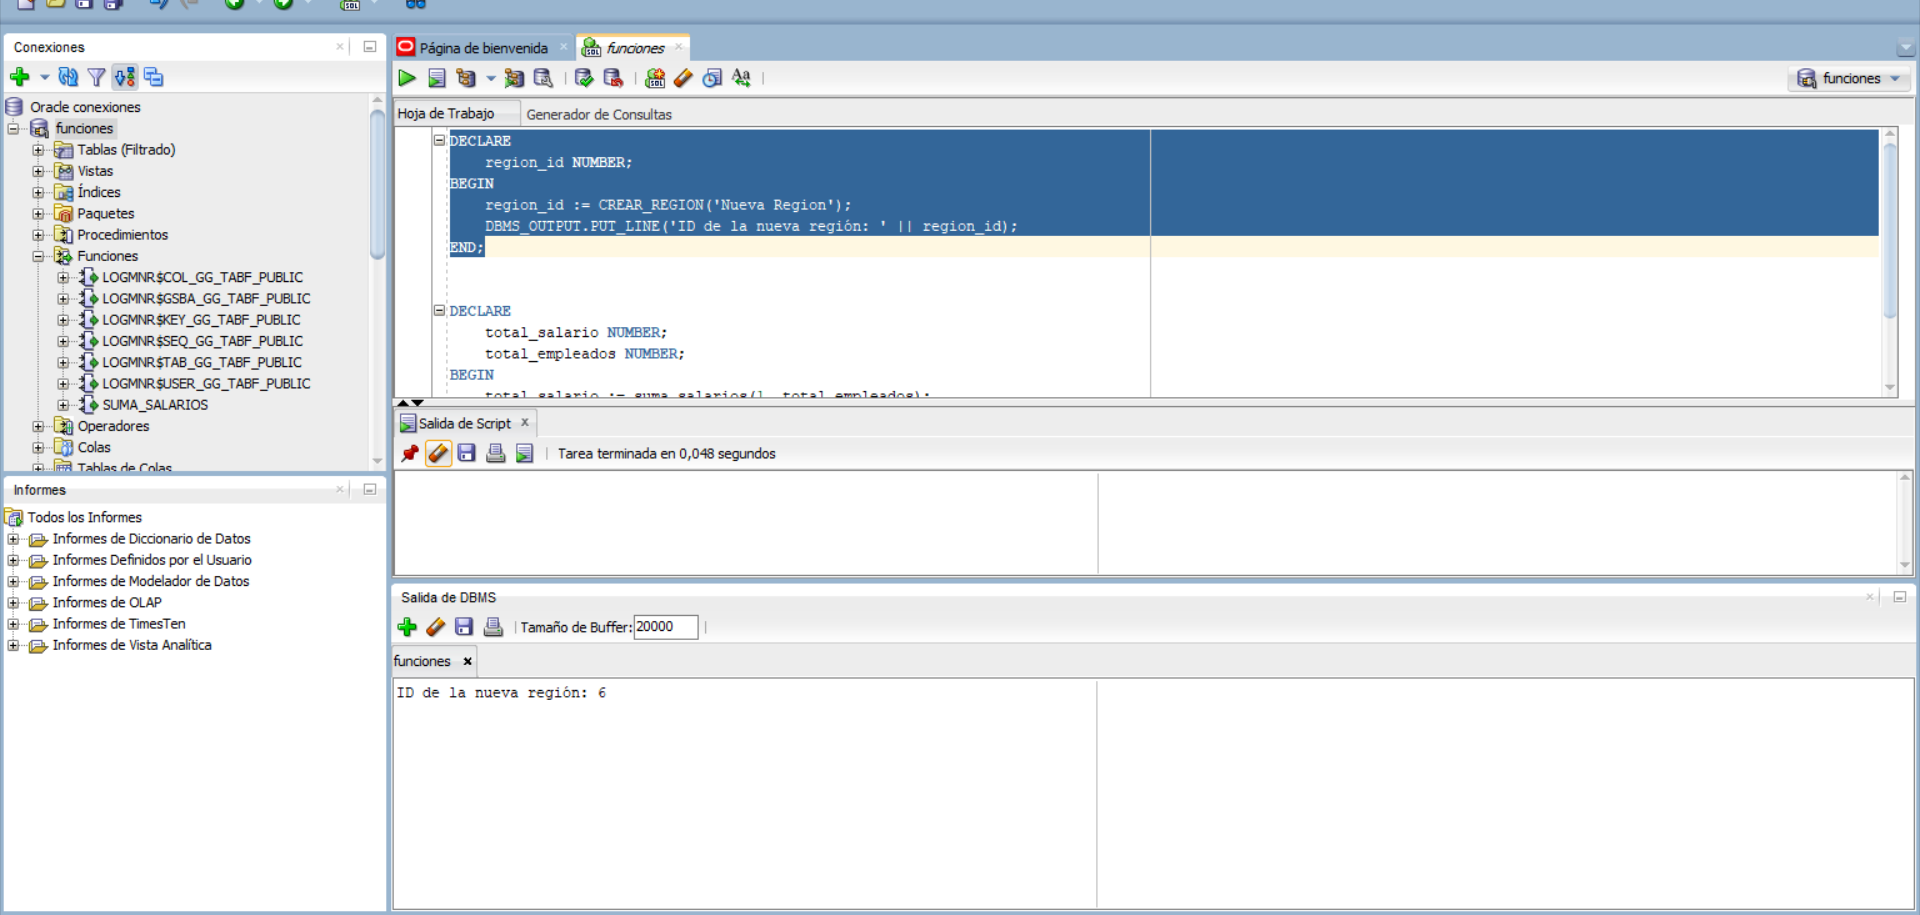 Conexiones
Oracle conexiones
funciones
Tablas (Filtrado)
Vistas
Índices
Paquetes
Procedimientos
Funciones
LOGMNR$COL_GG_TABF_PUBLIC
LOGMNR$GSBA_GG_TABF_PUBLIC
LOGMNR$KEY_GG_TABF_PUBLIC
LOGMNR$SEQ_GG_TABF_PUBLIC
LOGMNR$TAB_GG_TABF_PUBLIC
LOGMNR$USER_GG_TABF_PUBLIC
SUMA_SALARIOS
Operadores
Colas
Tablas de Colas
Informes
Todos los Informes
Informes de Diccionario de Datos
Informes Definidos por el Usuario
Informes de Modelador de Datos
Informes de OLAP
Informes de TimesTen
Informes de Vista Analítica
Página de bienvenida
funciones
funciones
Hoja de Trabajo
Generador de Consultas
DECLARE
region_id NUMBER;
BEGIN
region_id := CREAR_REGION('Nueva Region');
DBMS_OUTPUT.PUT_LINE('ID de la nueva región: ' || region_id);
END;
DECLARE
total_salario NUMBER;
total_empleados NUMBER;
BEGIN
total_salario := suma_salarios(1, total_empleados);
Salida de Script
Tarea terminada en 0,048 segundos
Salida de DBMS
Tamaño de Buffer: 20000
funciones
ID de la nueva región: 6